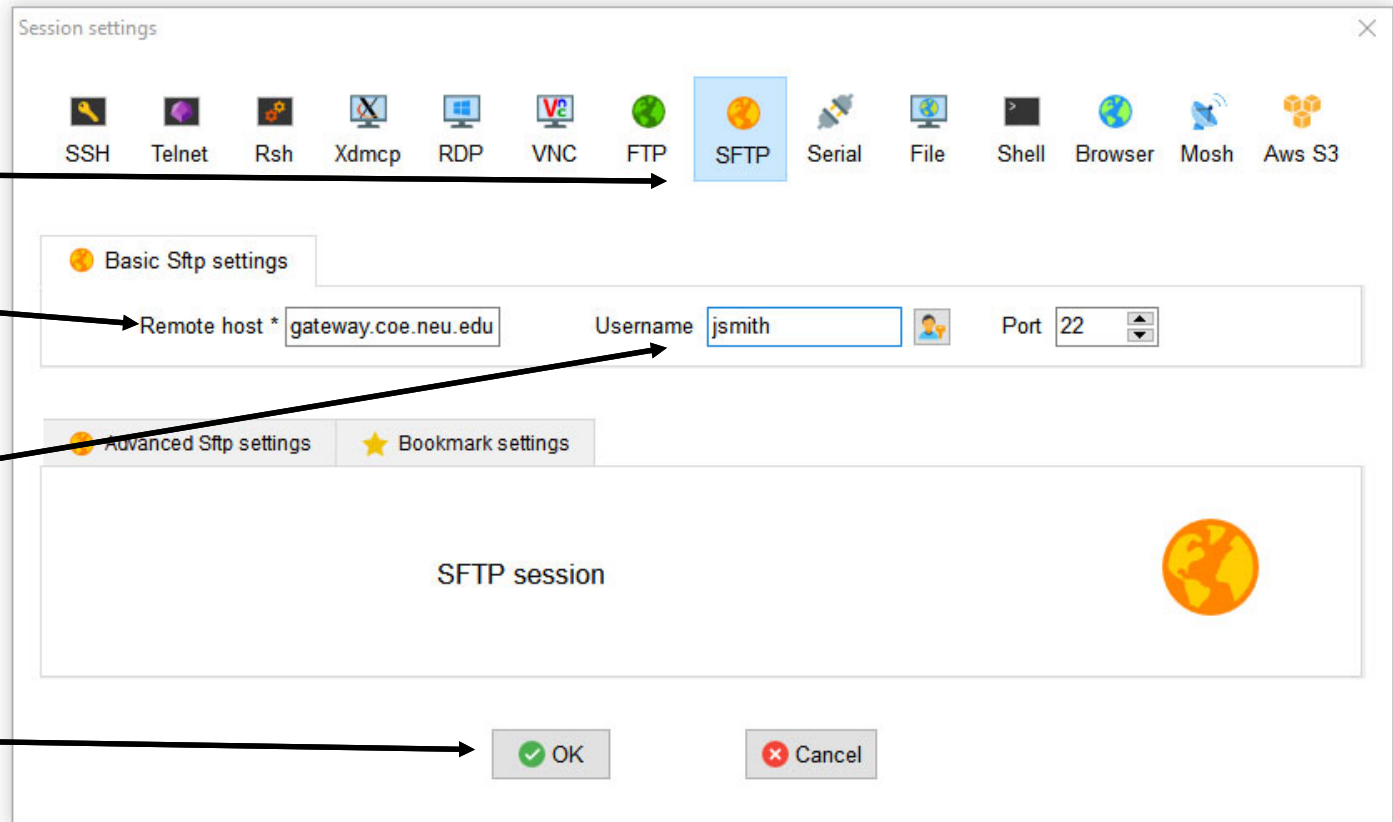 Session settings
SSH Telnet Rsh Xdmcp RDP VNC FTP SFTP Serial File Shell Browser Mosh Aws S3
Basic Sftp settings
Remote host * gateway.coe.neu.edu Username jsmith Port 22
Advanced Sftp settings Bookmark settings
SFTP session
OK Cancel